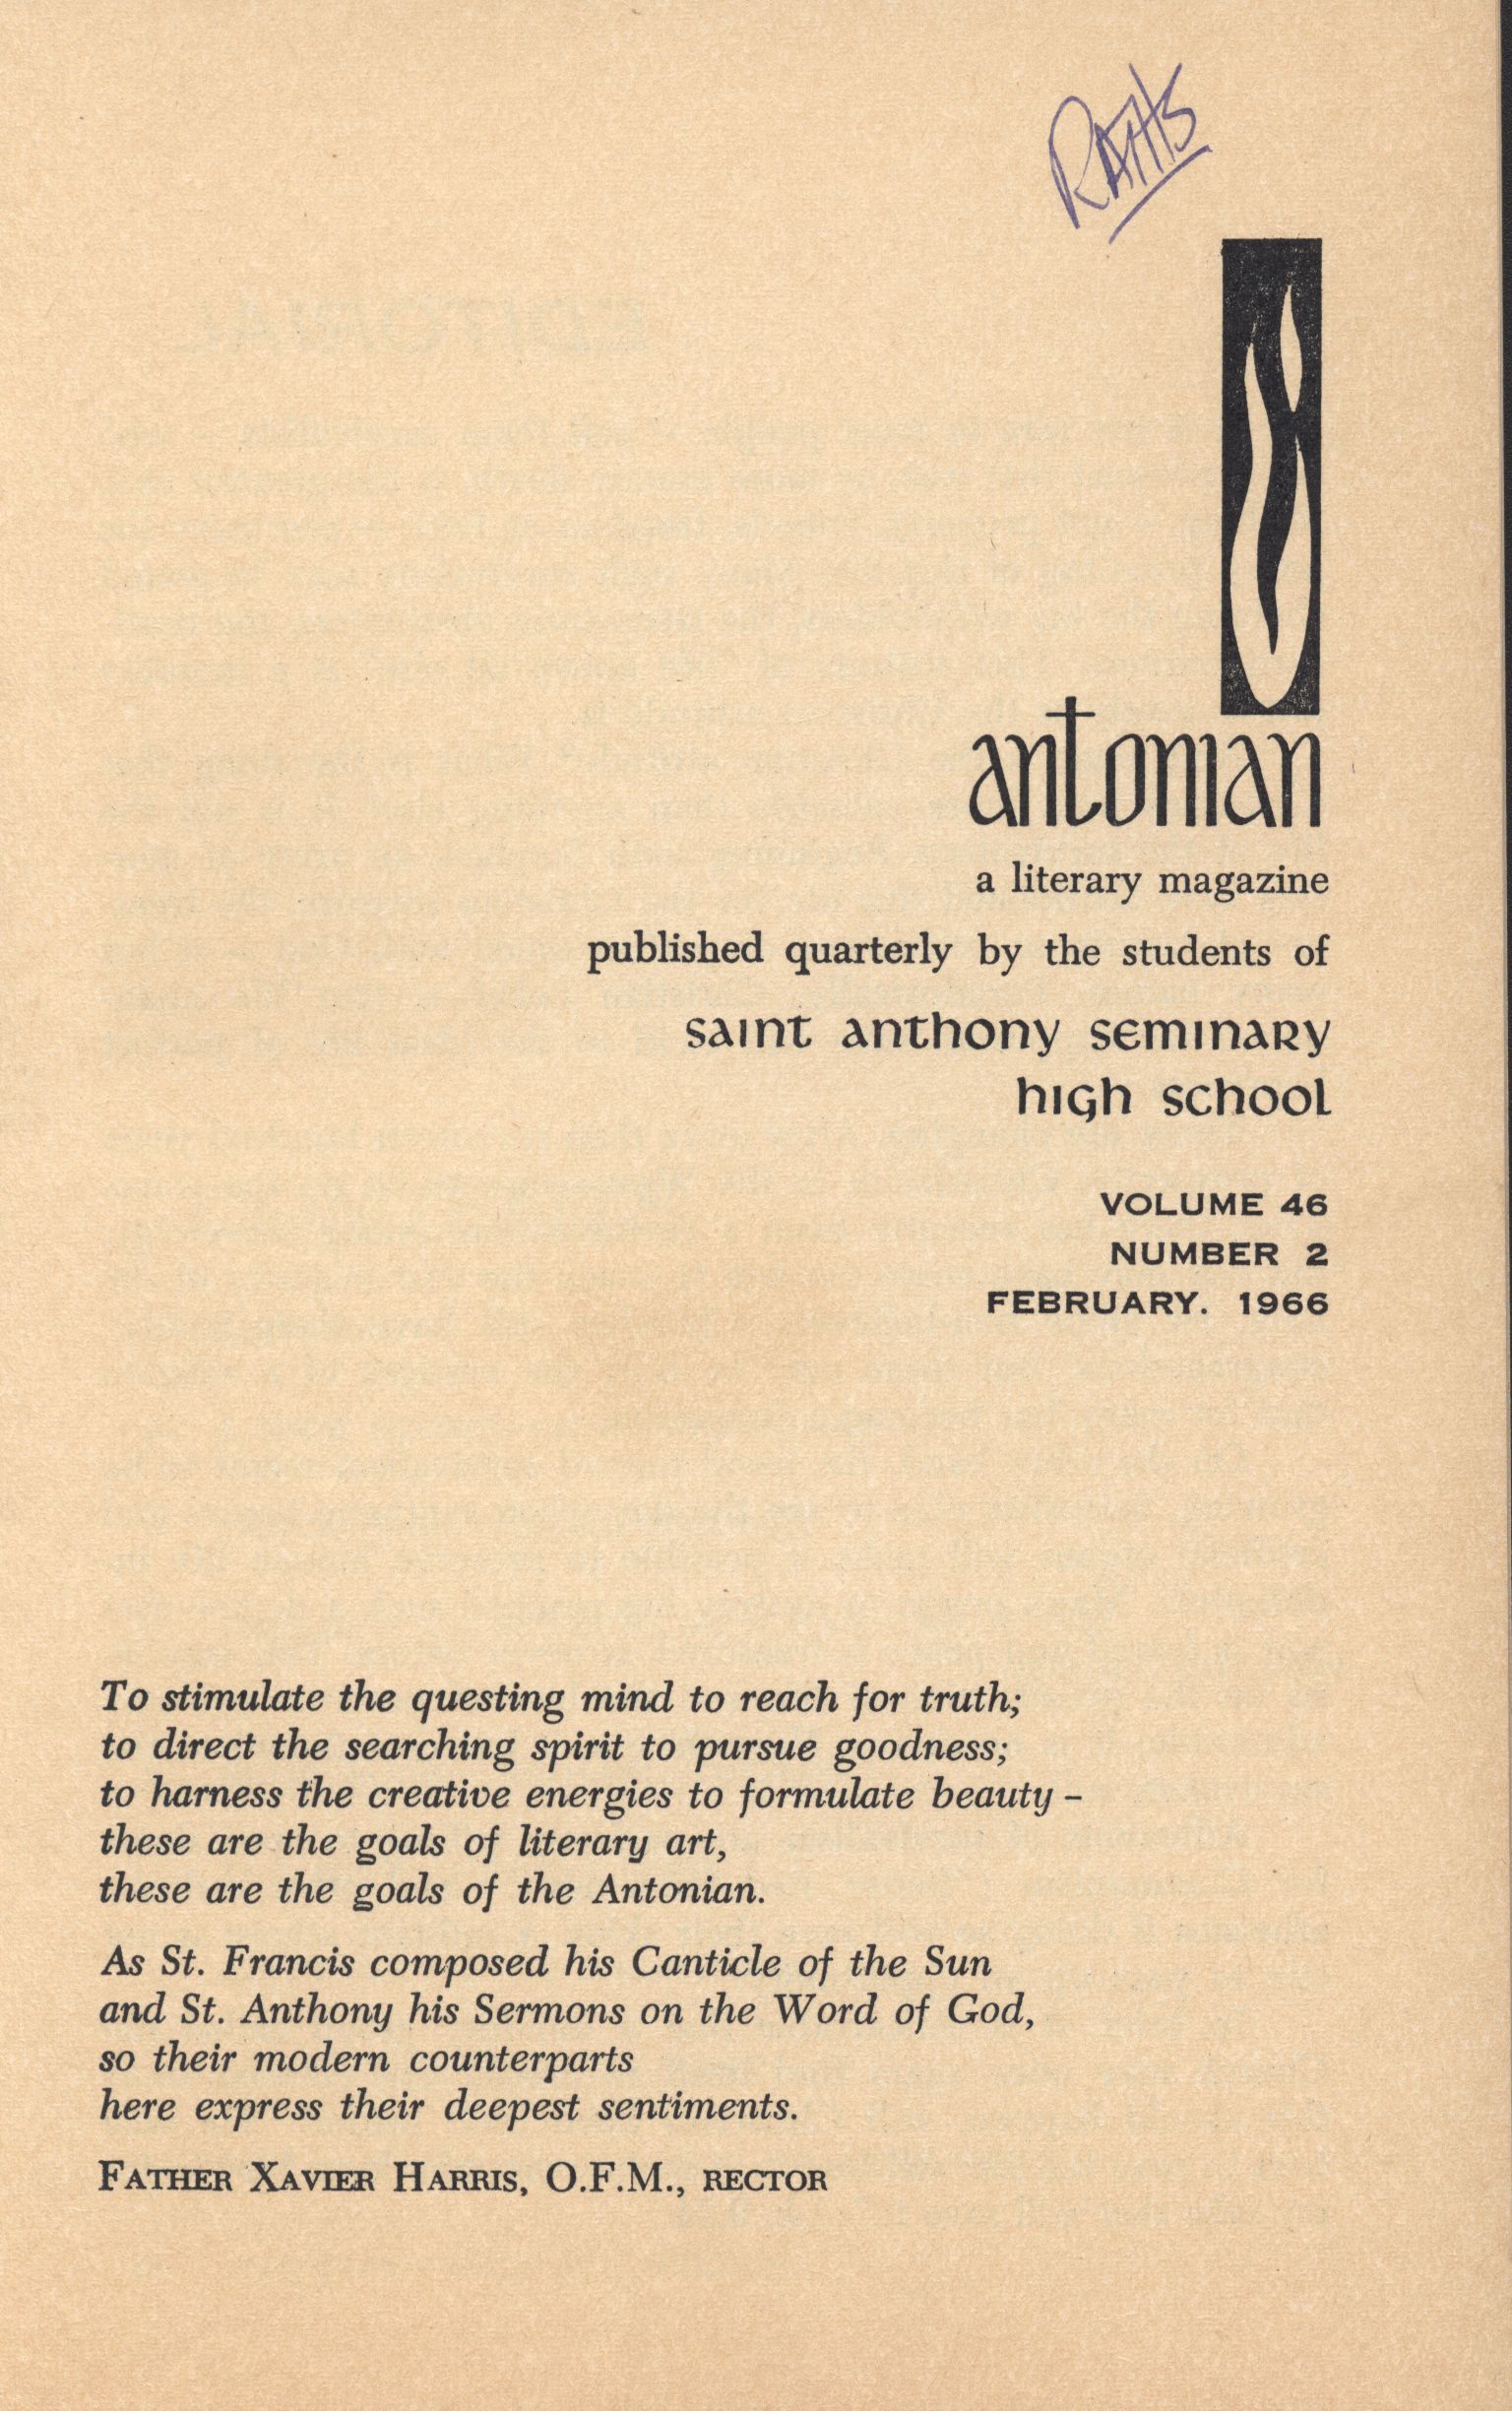 RATHS
antonian
a literary magazine
published quarterly by the students of
saint anthony seminary
high school
VOLUME 46
NUMBER 2
FEBRUARY. 1966
To stimulate the questing mind to reach for truth;
to direct the searching spirit to pursue goodness;
to harness the creative energies to formulate beauty –
these are the goals of literary art,
these are the goals of the Antonian.
As St. Francis composed his Canticle of the Sun
and St. Anthony his Sermons on the Word of God,
so their modern counterparts
here express their deepest sentiments.
FATHER XAVIER HARRIS, O.F.M., RECTOR